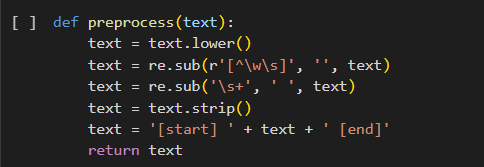 [ ] def preprocess(text):
    text = text.lower()
    text = re.sub(r'[^\w\s]', '', text)
    text = re.sub('\s+', ' ', text)
    text = text.strip()
    text = '[start] ' + text + ' [end]'
    return text